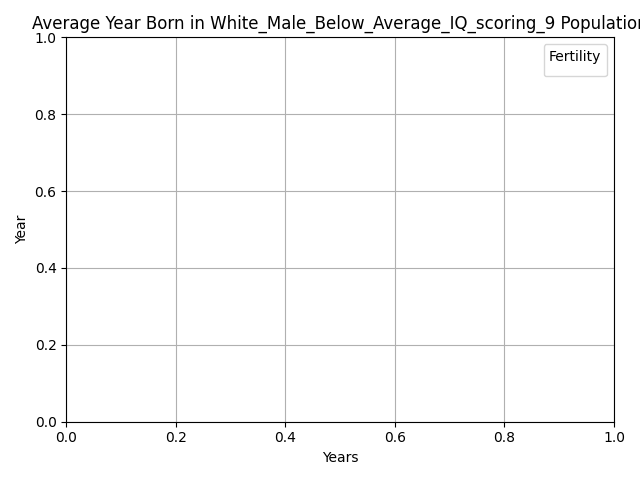 Average Year Born in White_Male_Below_Average_IQ_scoring_9 Population
Fertility
1.0
0.8
0.6
0.4
0.2
0.0
Year
0.0 0.2 0.4 0.6 0.8 1.0
Years